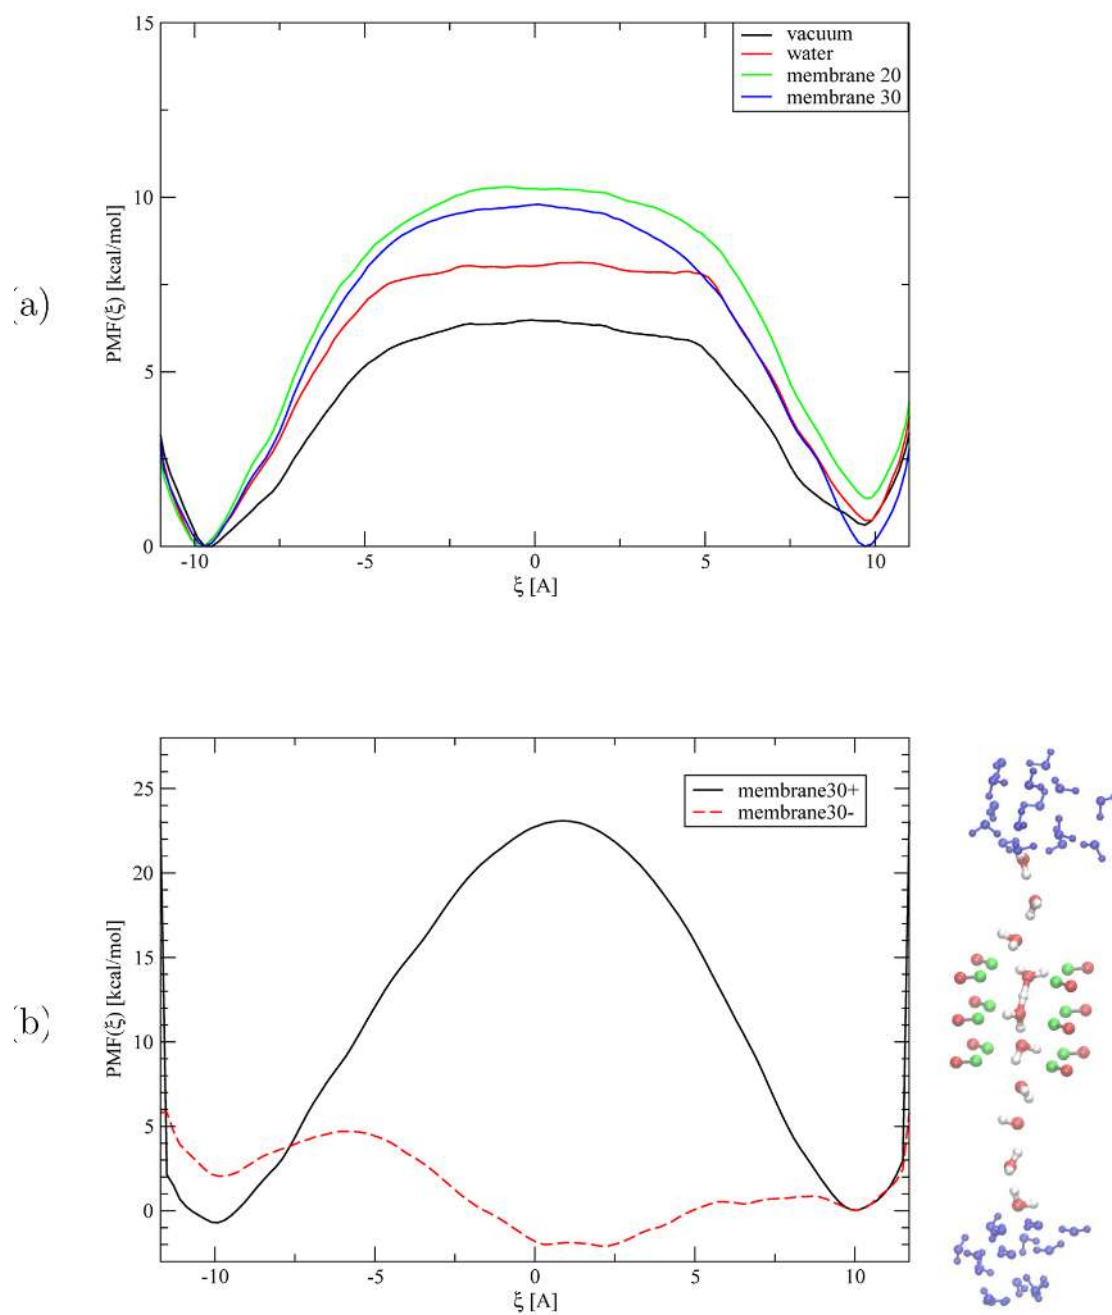 15
10
5
0
PMF(ξ) [kcal/mol]
vacuum
water
membrane 20
membrane 30
(a)
-10
-5
0
5
10
ξ [A]
25
20
15
10
5
0
PMF(ξ) [kcal/mol]
membrane30+
membrane30-
(b)
-10
-5
0
5
10
ξ [A]